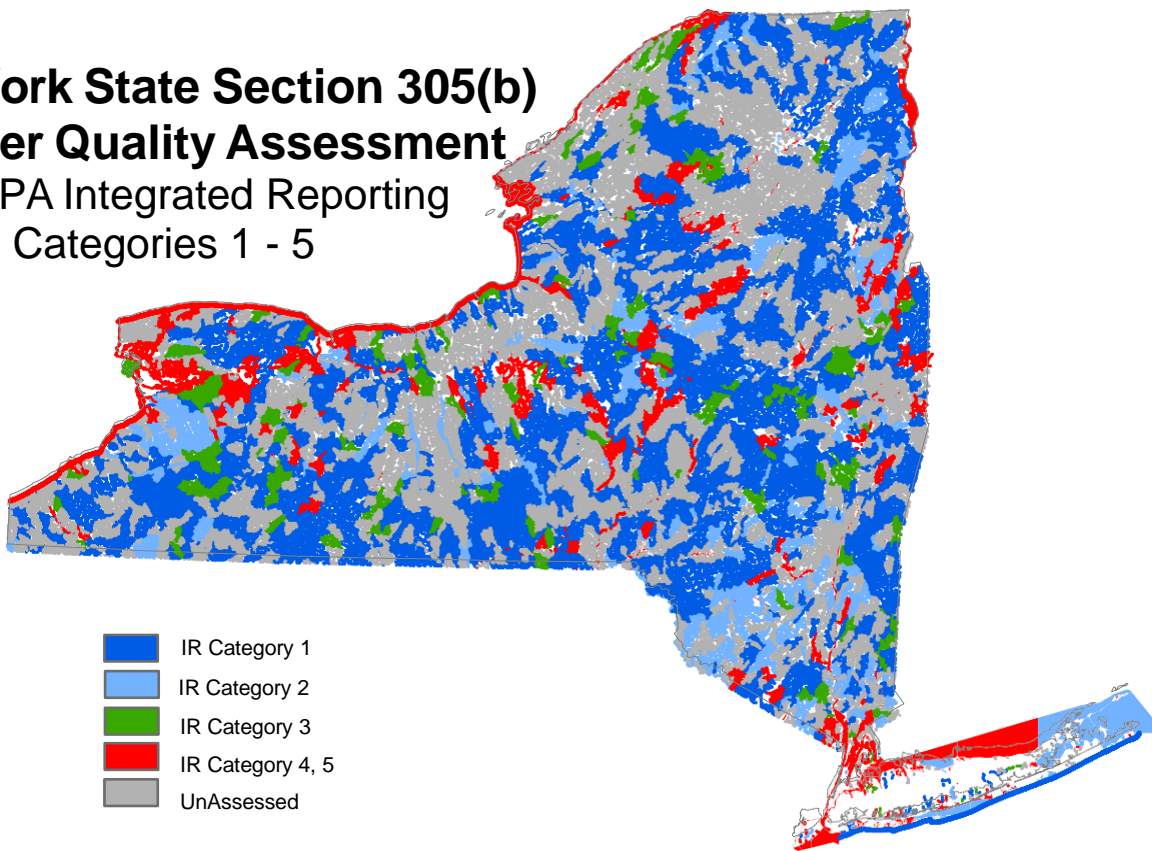 ork State Section 305(b)
er Quality Assessment
PA Integrated Reporting
Categories 1 - 5
IR Category 1
IR Category 2
IR Category 3
IR Category 4, 5
UnAssessed